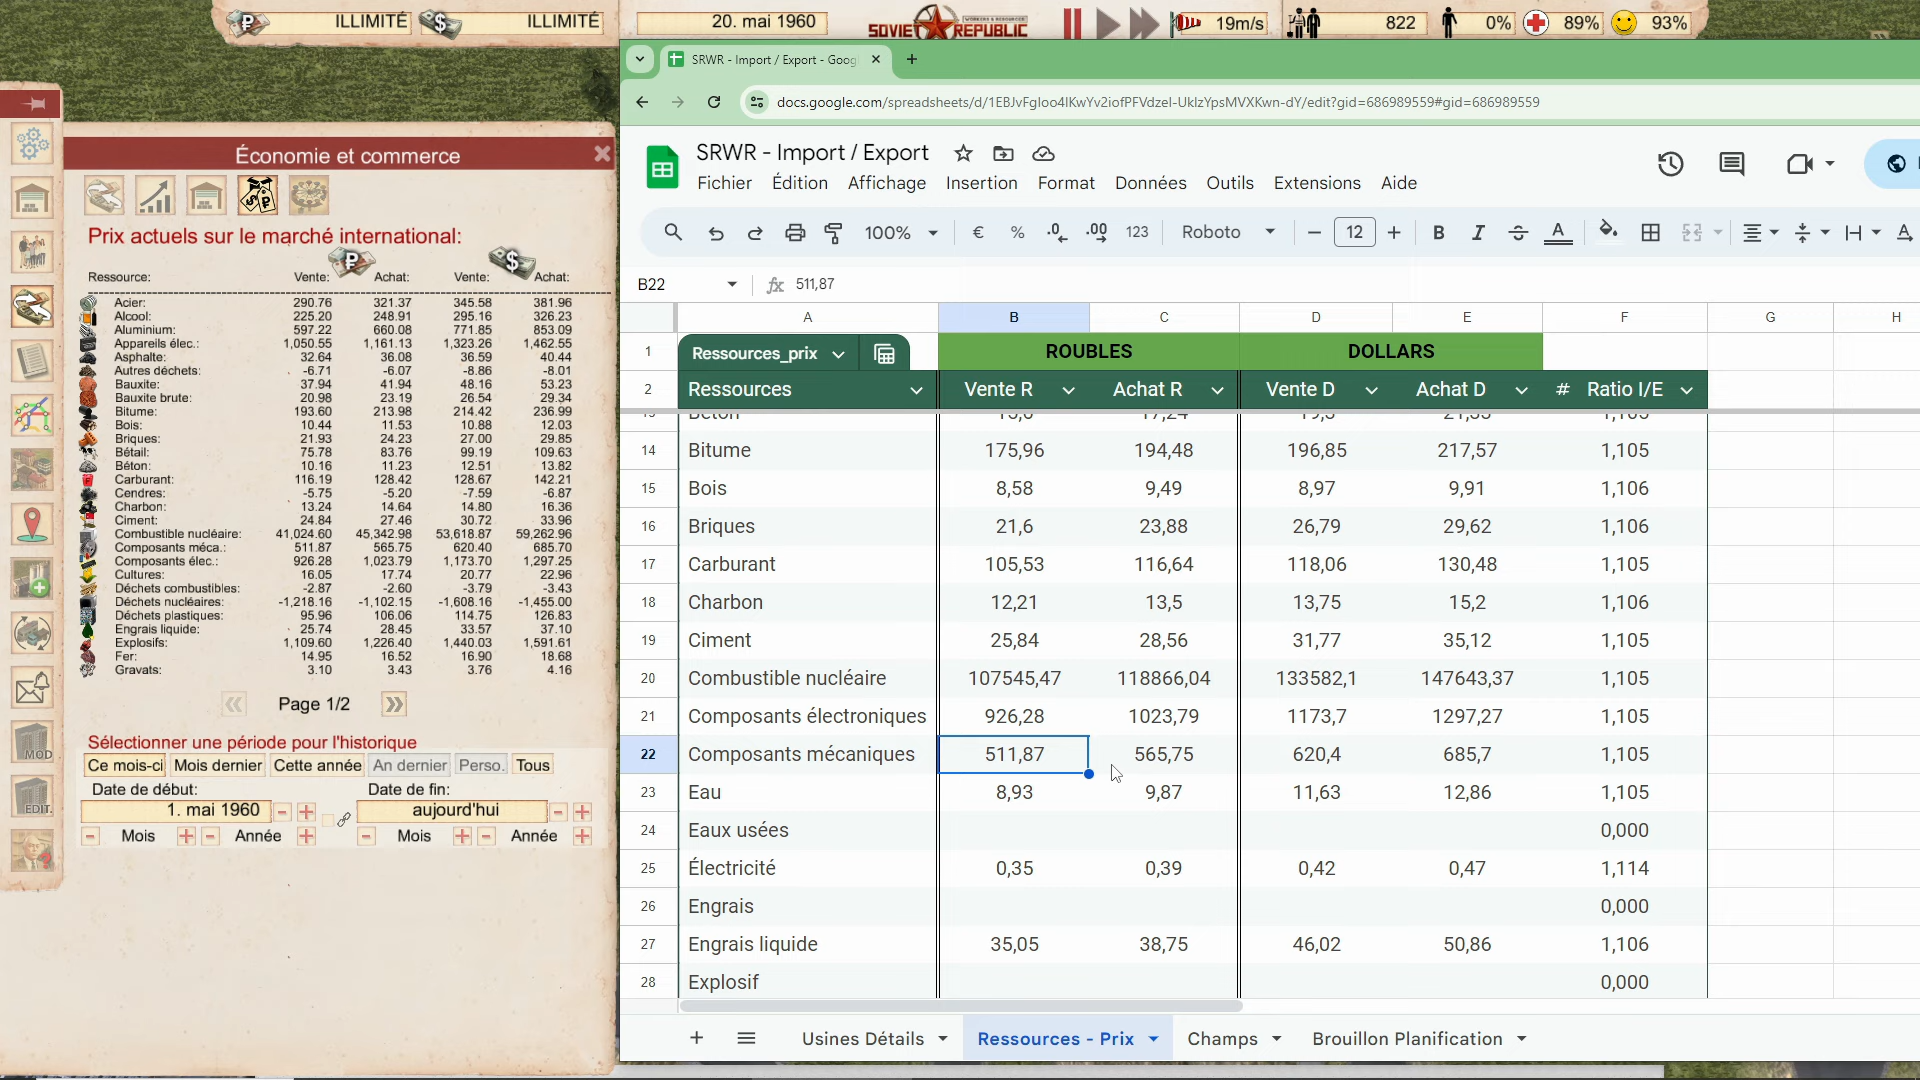 ILLIMITÉ
ILLIMITÉ
20. mai 1960
WORKERS & RESOURCES
SOVIET REPUBLIC
19m/s
822
0%
89%
93%
Économie et commerce
Prix actuels sur le marché international:
Ressource: Vente: Achat: Vente: Achat:
Acier: 290.76 321.37 345.58 381.96
Alcool: 225.20 248.91 295.16 326.23
Aluminium: 597.22 660.08 771.85 853.09
Appareils élec.: 1,050.55 1,161.13 1,323.26 1,462.55
Asphalte: 32.64 36.08 36.59 40.44
Autres déchets: -6.71 -6.07 -8.86 -8.01
Bauxite: 37.94 41.94 48.16 53.23
Bauxite brute: 20.98 23.19 26.54 29.34
Bitume: 193.60 213.98 214.42 236.99
Bois: 10.44 11.53 10.88 12.03
Briques: 21.93 24.23 27.00 29.85
Bétail: 75.78 83.76 99.19 109.63
Béton: 10.16 11.23 12.51 13.82
Carburant: 116.19 128.42 128.67 142.21
Cendres: -5.75 -5.20 -7.59 -6.87
Charbon: 13.24 14.64 14.80 16.36
Ciment: 24.84 27.46 30.72 33.96
Combustible nucléaire: 41,024.60 45,342.98 53,618.87 59,262.96
Composants méca.: 511.87 565.75 620.40 685.70
Composants élec.: 926.28 1,023.79 1,173.70 1,297.25
Cultures: 16.05 17.74 20.77 22.96
Déchets combustibles: -2.87 -2.60 -3.79 -3.43
Déchets nucléaires: -1,218.16 -1,102.15 -1,608.16 -1,455.00
Déchets plastiques: 95.96 106.06 114.75 126.83
Engrais liquide: 25.74 28.45 33.57 37.10
Explosifs: 1,109.60 1,226.40 1,440.03 1,591.61
Fer: 14.95 16.52 16.90 18.68
Gravats: 3.10 3.43 3.76 4.16
Page 1/2
Sélectionner une période pour l'historique
Ce mois-ci Mois dernier Cette année An dernier Perso. Tous
Date de début: Date de fin:
1. mai 1960 aujourd'hui
Mois Année Mois Année
MOD
EDIT.
SRWR - Import / Export - Goog
docs.google.com/spreadsheets/d/1EBJvFgIoo4IKwYv2iofPFVdzeI-UkIzYpsMVXKwn-dY/edit?gid=686989559#gid=686989559
SRWR - Import / Export
Fichier Édition Affichage Insertion Format Données Outils Extensions Aide
100% € % .0 .00 123 Roboto 12 B I A
B22 fx 511,87
A B C D E F G H
1 Ressources_prix ROUBLES DOLLARS
2 Ressources Vente R Achat R Vente D Achat D # Ratio I/E
14 Bitume 175,96 194,48 196,85 217,57 1,105
15 Bois 8,58 9,49 8,97 9,91 1,106
16 Briques 21,6 23,88 26,79 29,62 1,106
17 Carburant 105,53 116,64 118,06 130,48 1,105
18 Charbon 12,21 13,5 13,75 15,2 1,106
19 Ciment 25,84 28,56 31,77 35,12 1,105
20 Combustible nucléaire 107545,47 118866,04 133582,1 147643,37 1,105
21 Composants électroniques 926,28 1023,79 1173,7 1297,27 1,105
22 Composants mécaniques 511,87 565,75 620,4 685,7 1,105
23 Eau 8,93 9,87 11,63 12,86 1,105
24 Eaux usées 0,000
25 Électricité 0,35 0,39 0,42 0,47 1,114
26 Engrais 0,000
27 Engrais liquide 35,05 38,75 46,02 50,86 1,106
28 Explosif 0,000
Usines Détails Ressources - Prix Champs Brouillon Planification